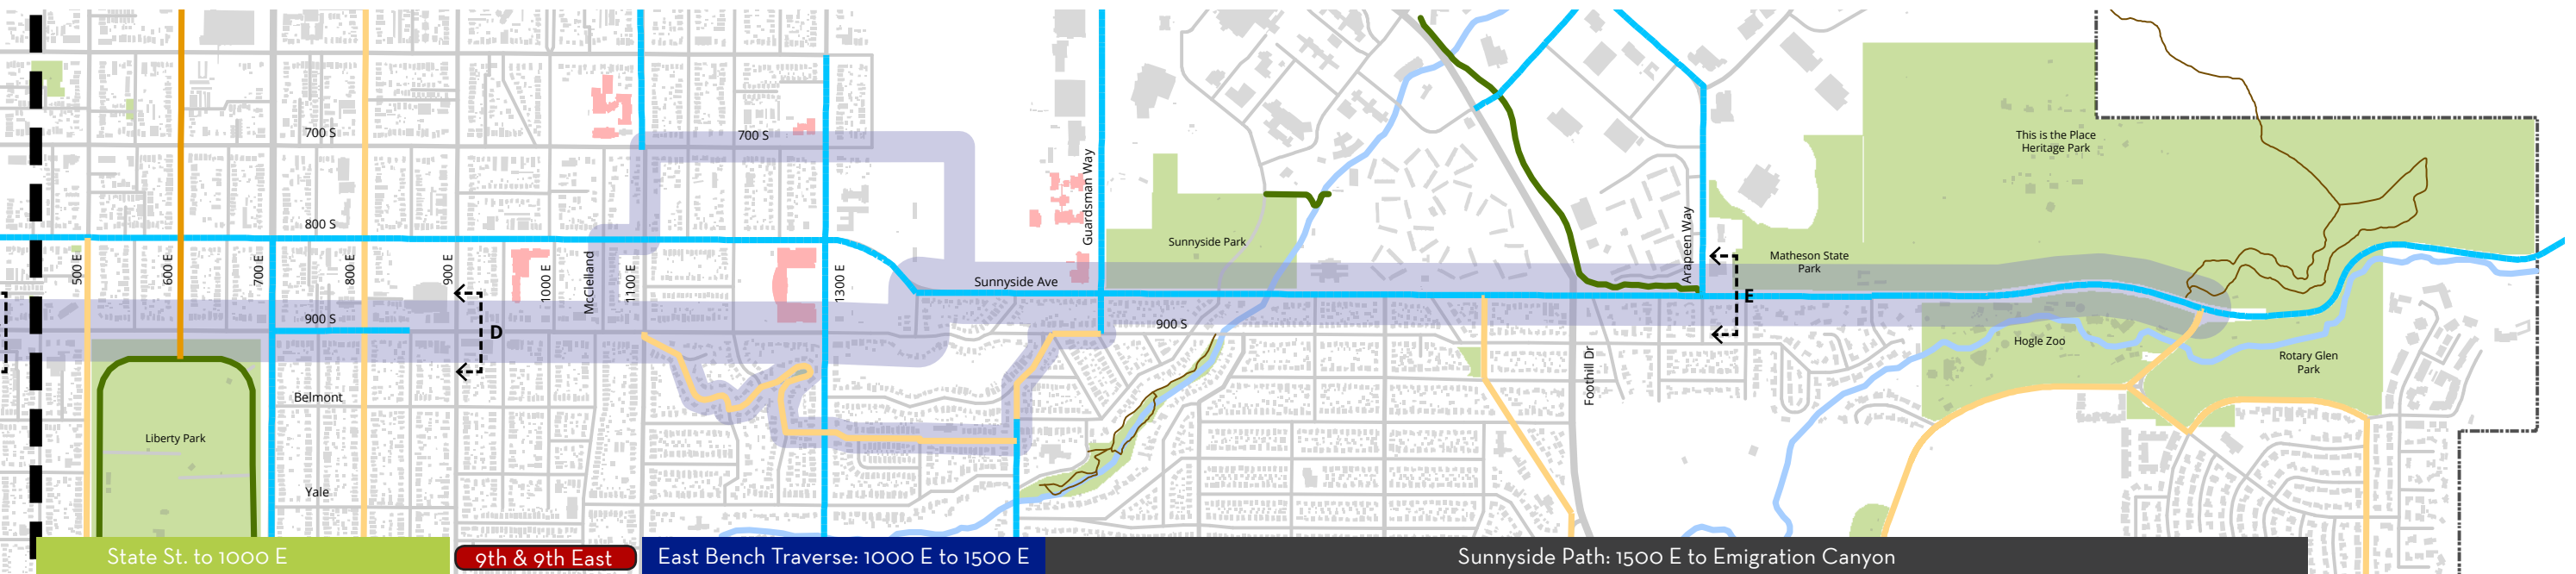 700 S
700 S
This is the Place
Heritage Park
Guardsman Way
800 S
Sunnyside Park
Arapeen Way
Matheson State
Park
500 E
600 E
700 E
800 E
900 E
1000 E
McClelland
1100 E
1300 E
Sunnyside Ave
E
900 S
900 S
D
Hogle Zoo
Rotary Glen
Park
Foothill Dr
Belmont
Liberty Park
Yale
State St. to 1000 E
9th & 9th East
East Bench Traverse: 1000 E to 1500 E
Sunnyside Path: 1500 E to Emigration Canyon